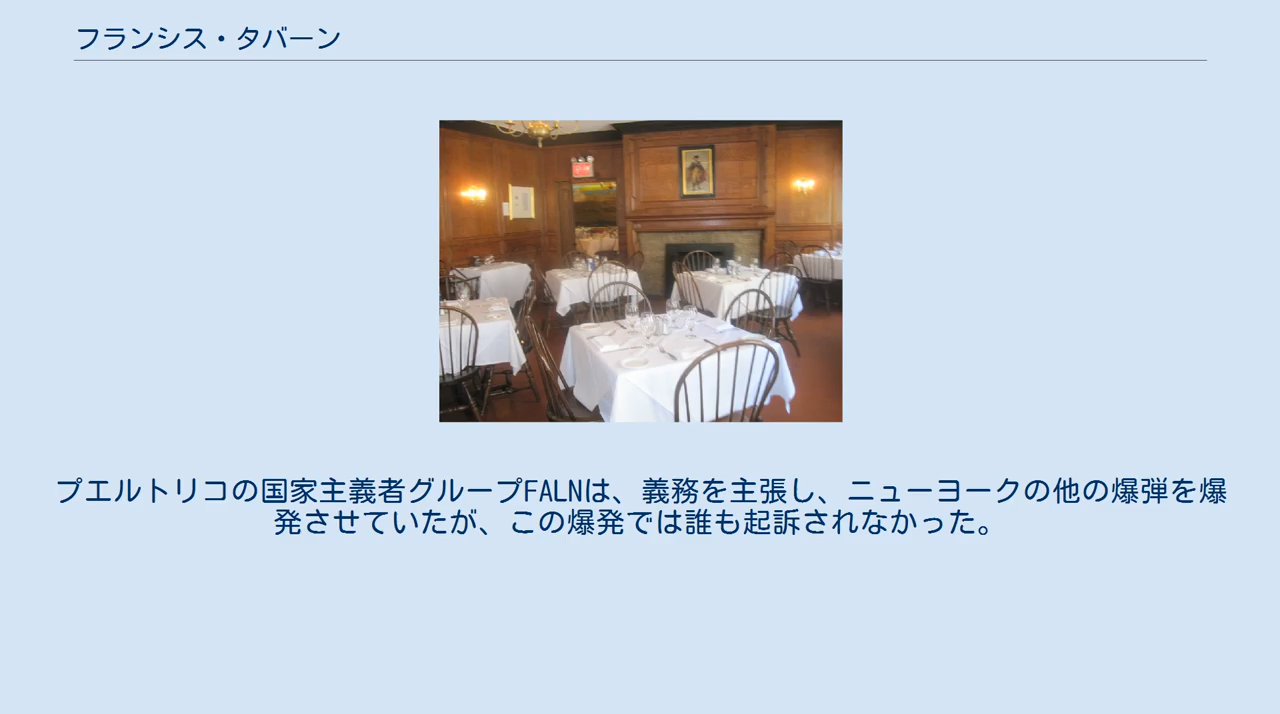 フランシス・タバーン
プエルトリコの国家主義者グループFALNは、義務を主張し、ニューヨークの他の爆弾を爆
発させていたが、この爆発では誰も起訴されなかった。